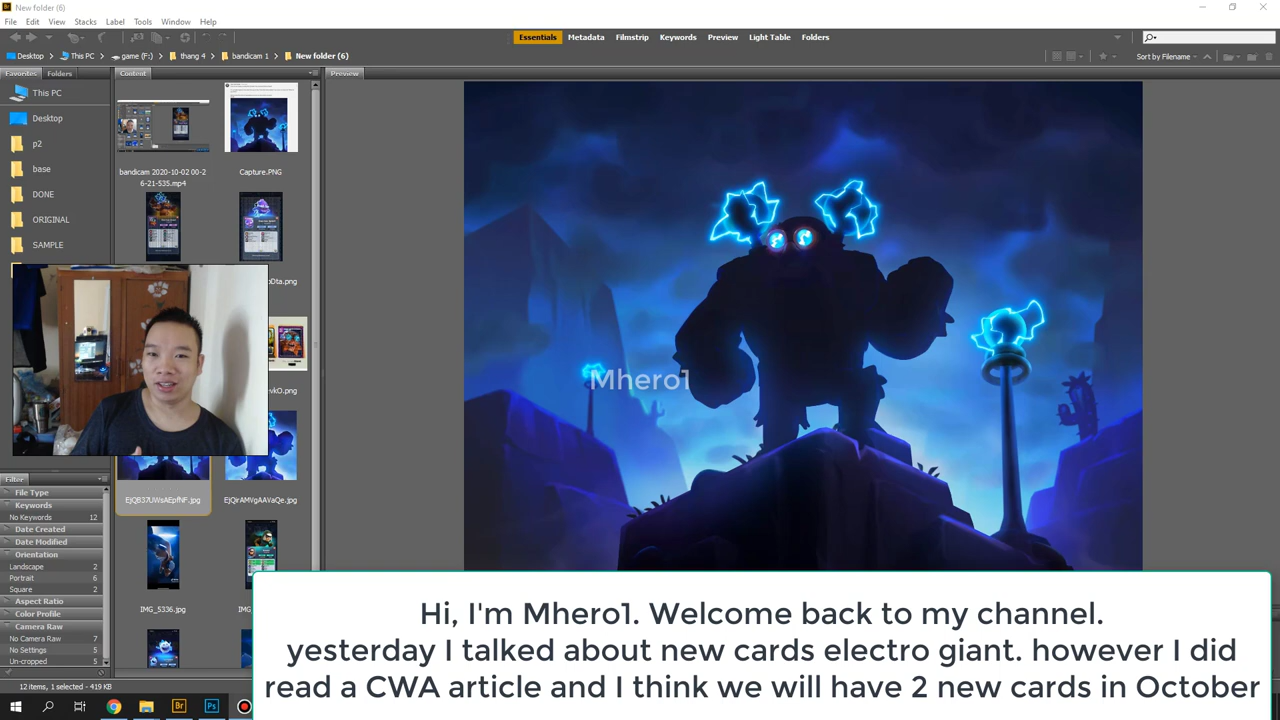 New folder (6)
File Edit View Stacks Label Tools Window Help
Essentials Metadata Filmstrip Keywords Preview Light Table Folders
Desktop This PC game (F:) thang 4 bandicam 1 New folder (6)
Sort by Filename
Favorites Folders
Content
Preview
This PC
Desktop
p2
base
DONE
ORIGINAL
SAMPLE
bandicam 2020-10-02 00-2
6-21-535.mp4
Capture.PNG
Mhero1
EjQB37UWsAEpfNF.jpg
EjQirAMVgAAVaQe.jpg
IMG_5336.jpg
Filter
File Type
Keywords
No Keywords 12
Date Created
Date Modified
Orientation
Landscape 2
Portrait 6
Square 2
Aspect Ratio
Color Profile
Camera Raw
No Camera Raw 7
No Settings 5
Un-cropped 5
12 items, 1 selected - 419 KB
Hi, I'm Mhero1. Welcome back to my channel.
yesterday I talked about new cards electro giant. however I did
read a CWA article and I think we will have 2 new cards in October